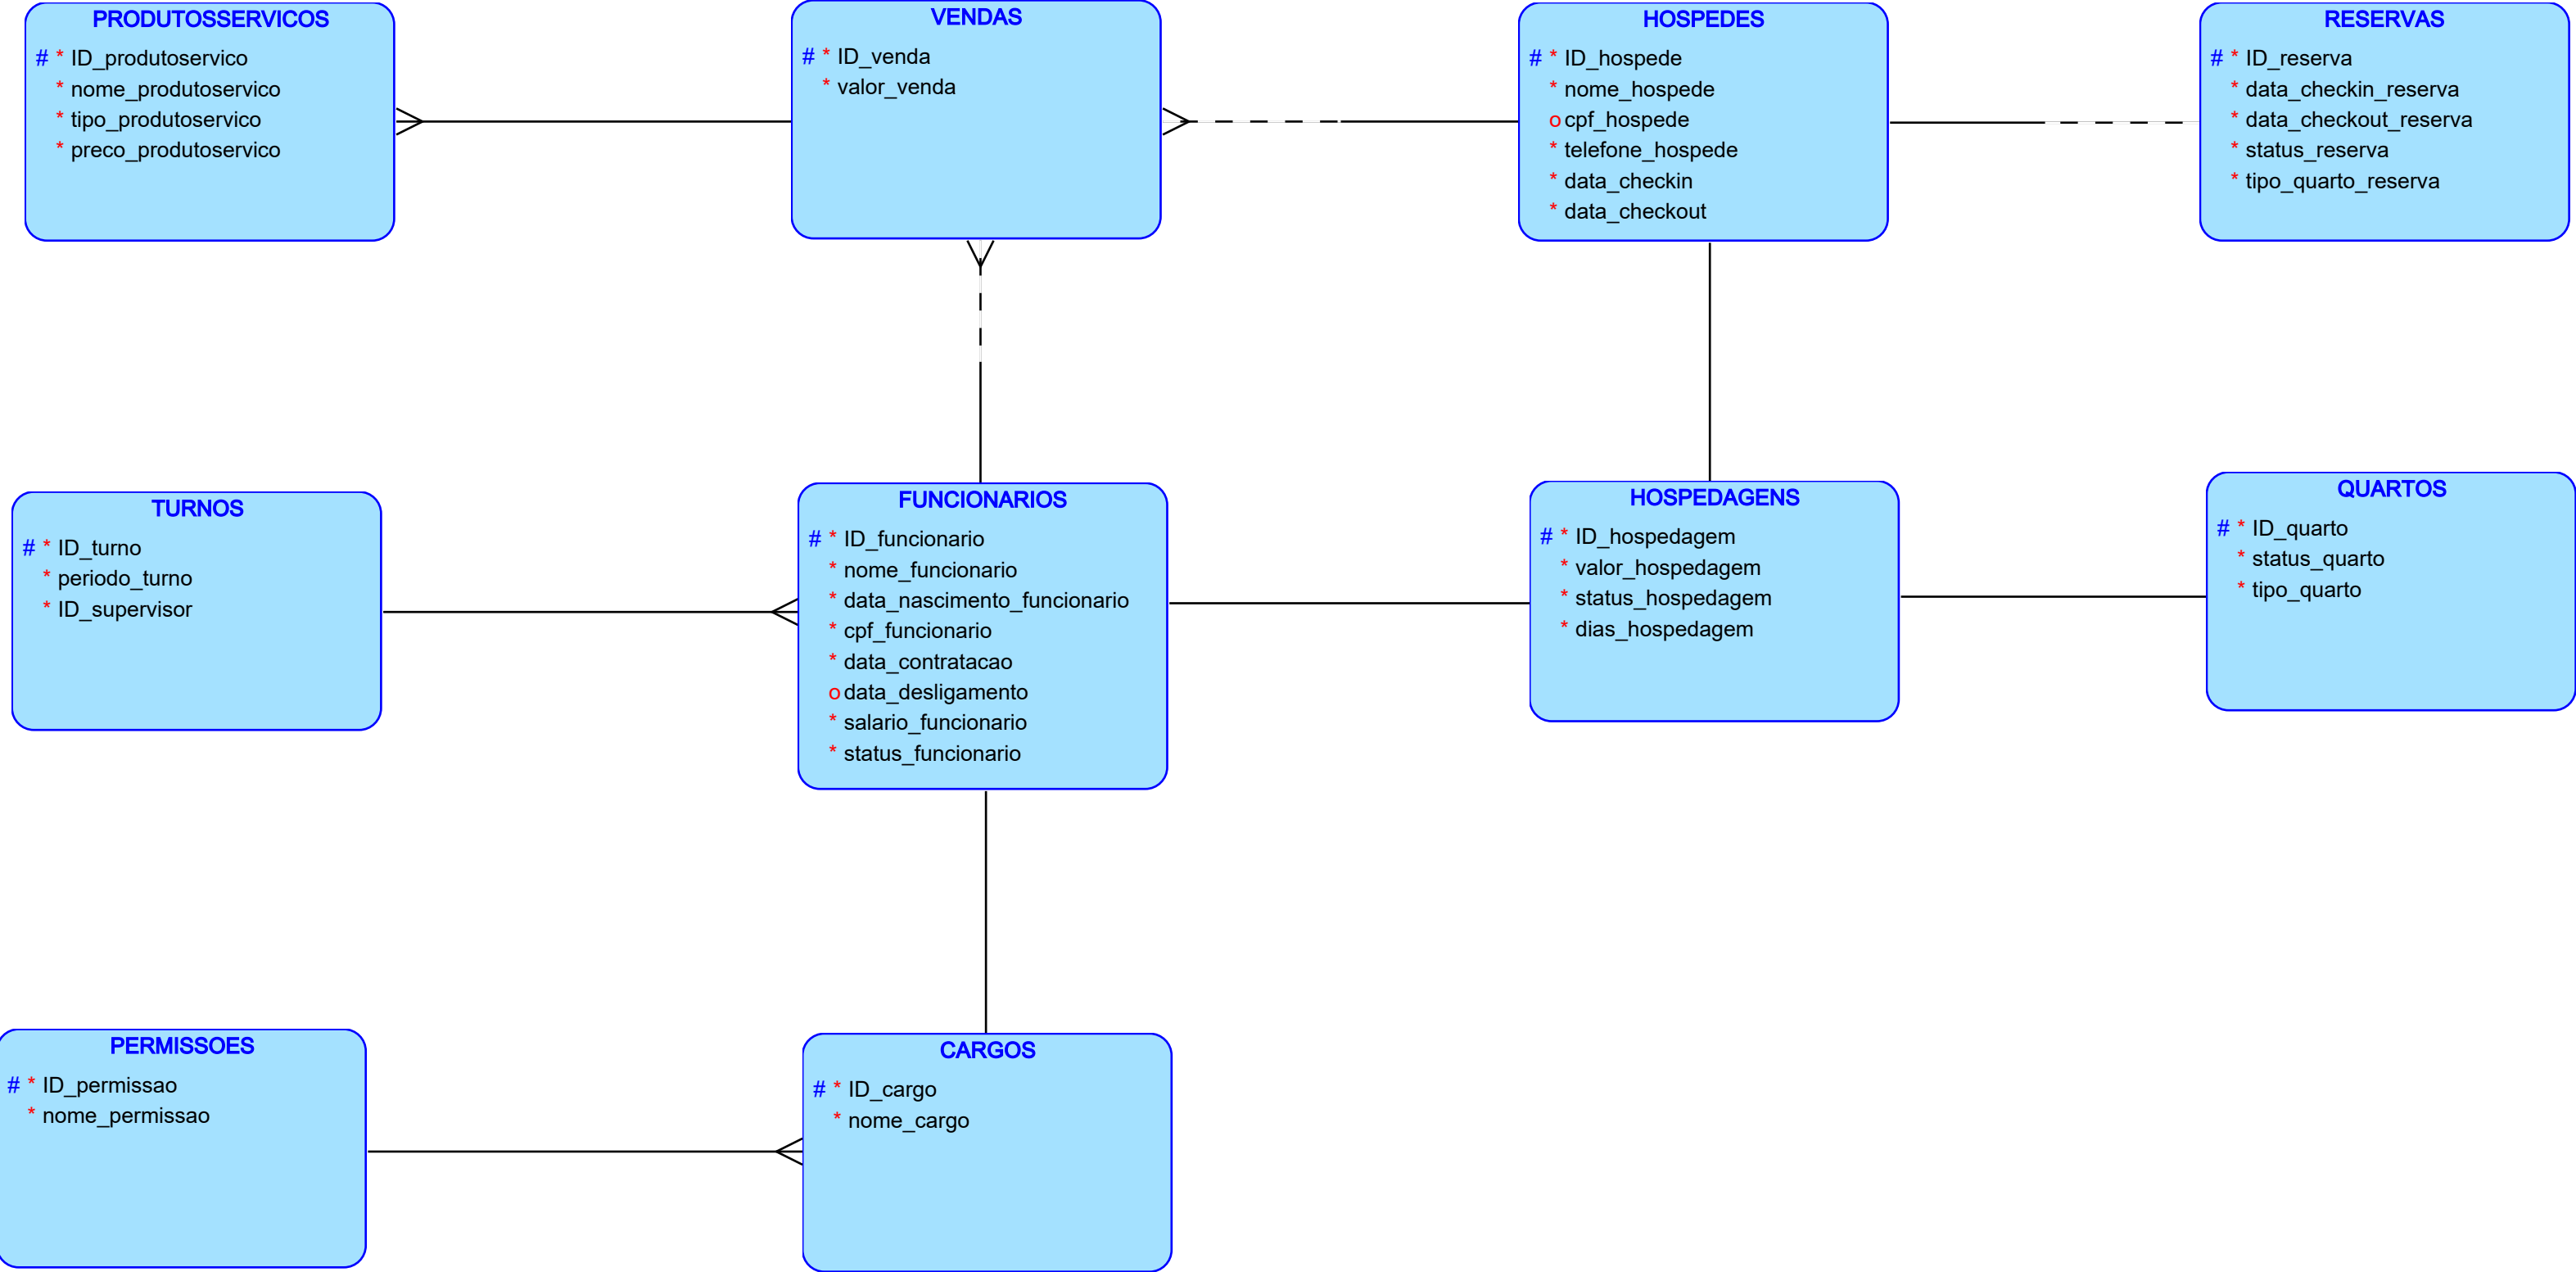 PRODUTOSSERVICOS
# * ID_produtoservico
* nome_produtoservico
* tipo_produtoservico
* preco_produtoservico
VENDAS
# * ID_venda
* valor_venda
HOSPEDES
# * ID_hospede
* nome_hospede
o cpf_hospede
* telefone_hospede
* data_checkin
* data_checkout
RESERVAS
# * ID_reserva
* data_checkin_reserva
* data_checkout_reserva
* status_reserva
* tipo_quarto_reserva
TURNOS
# * ID_turno
* periodo_turno
* ID_supervisor
FUNCIONARIOS
# * ID_funcionario
* nome_funcionario
* data_nascimento_funcionario
* cpf_funcionario
* data_contratacao
o data_desligamento
* salario_funcionario
* status_funcionario
HOSPEDAGENS
# * ID_hospedagem
* valor_hospedagem
* status_hospedagem
* dias_hospedagem
QUARTOS
# * ID_quarto
* status_quarto
* tipo_quarto
PERMISSOES
# * ID_permissao
* nome_permissao
CARGOS
# * ID_cargo
* nome_cargo